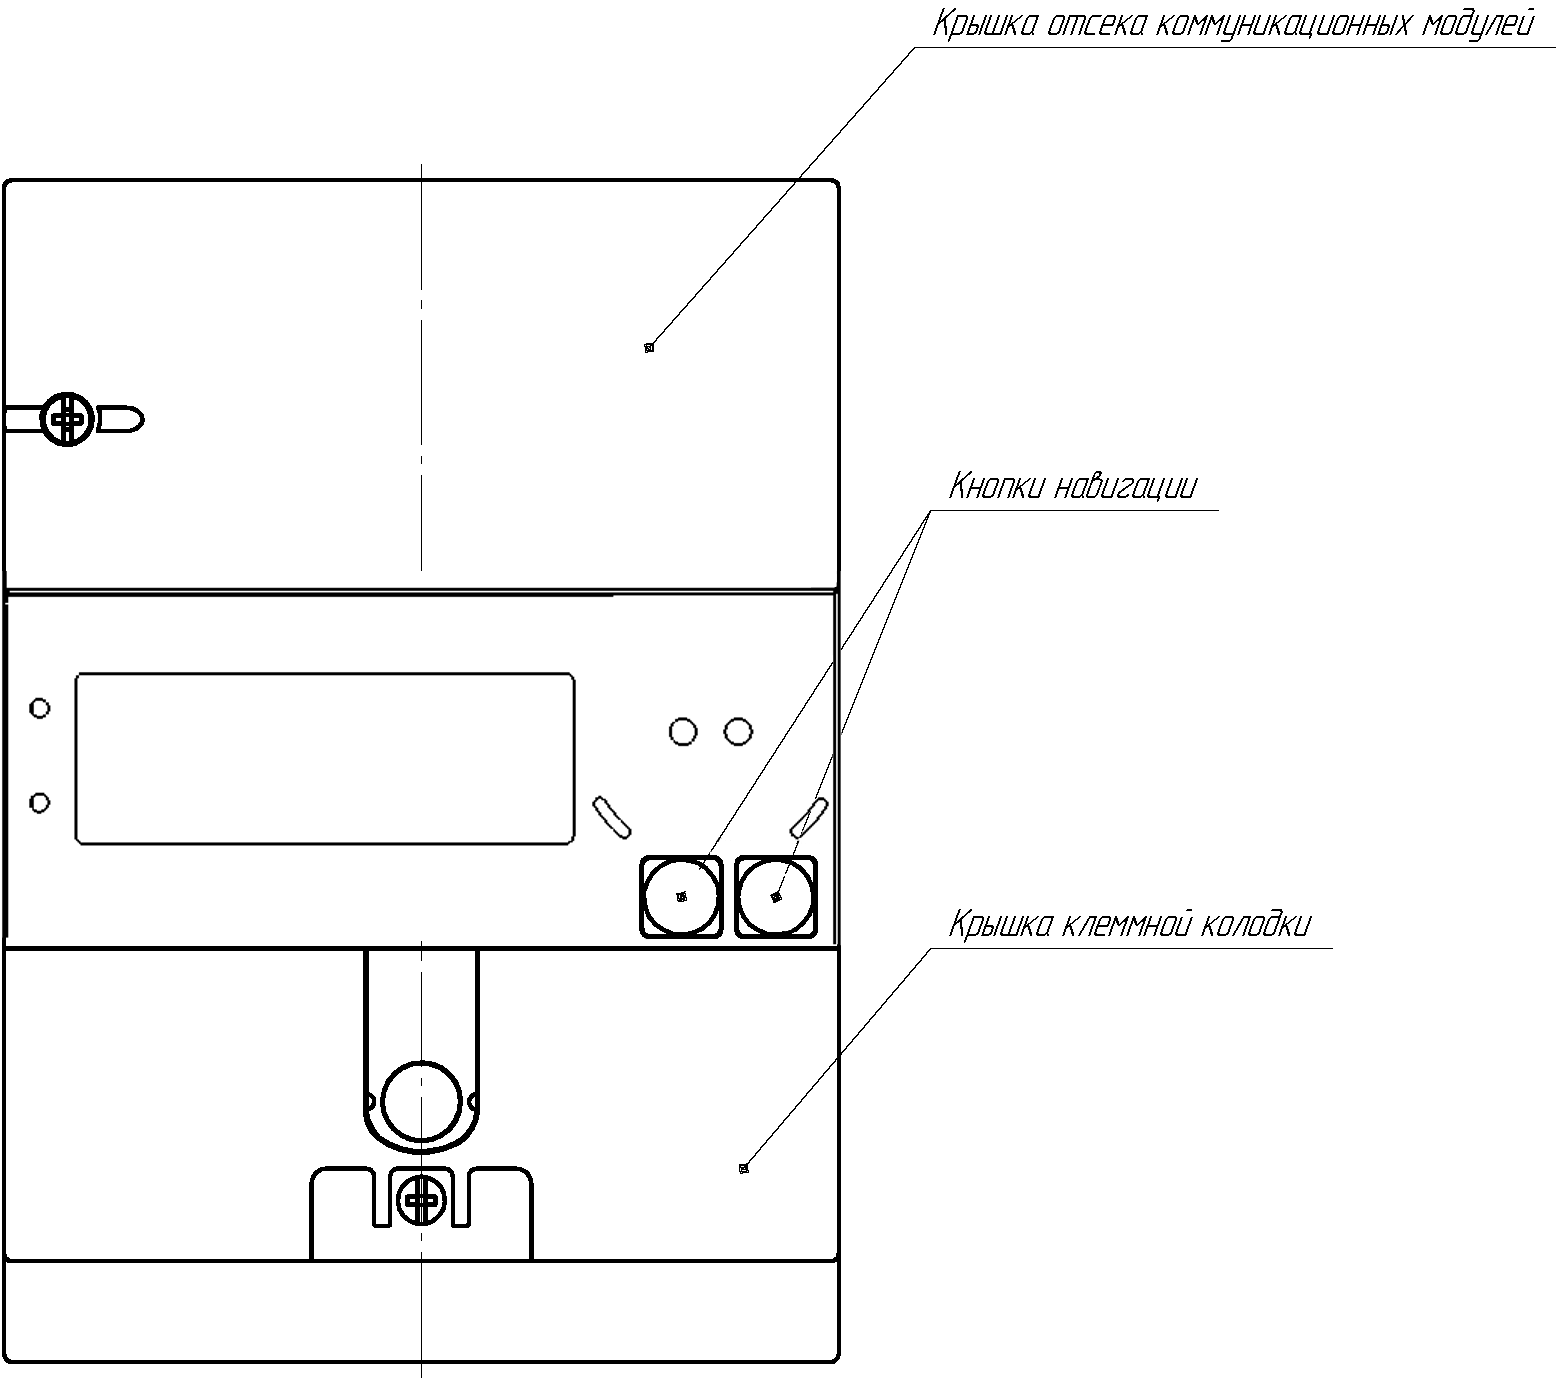 Крышка отсека коммуникационных модулей
Кнопки навигации
Крышка клеммной колодки